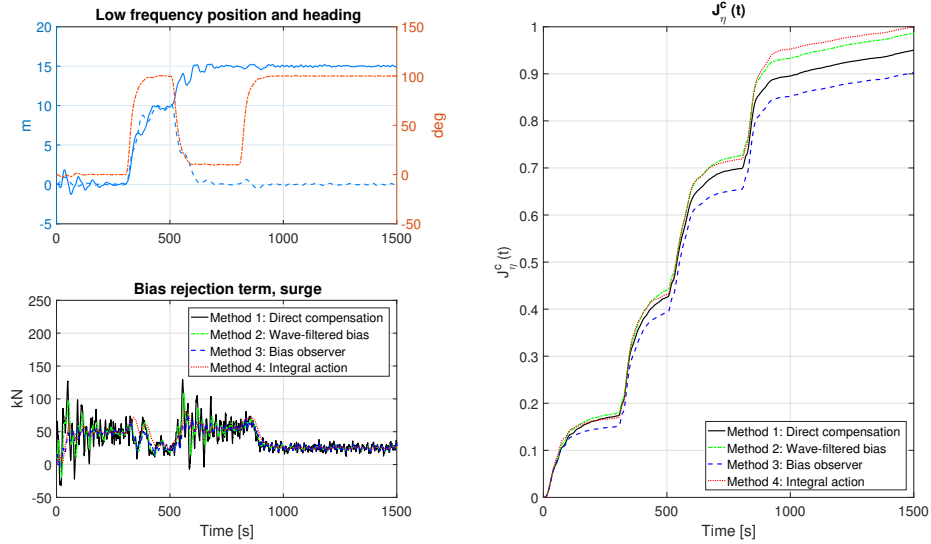 Low frequency position and heading
20
15
10
5
0
-5
m
150
100
50
0
-50
deg
0
500
1000
1500
Bias rejection term, surge
250
200
150
100
50
0
-50
kN
Method 1: Direct compensation
Method 2: Wave-filtered bias
Method 3: Bias observer
Method 4: Integral action
0
500
1000
1500
Time [s]
J_η^c (t)
1
0.9
0.8
0.7
0.6
0.5
0.4
0.3
0.2
0.1
0
J_η^c (t)
Method 1: Direct compensation
Method 2: Wave-filtered bias
Method 3: Bias observer
Method 4: Integral action
0
500
1000
1500
Time [s]